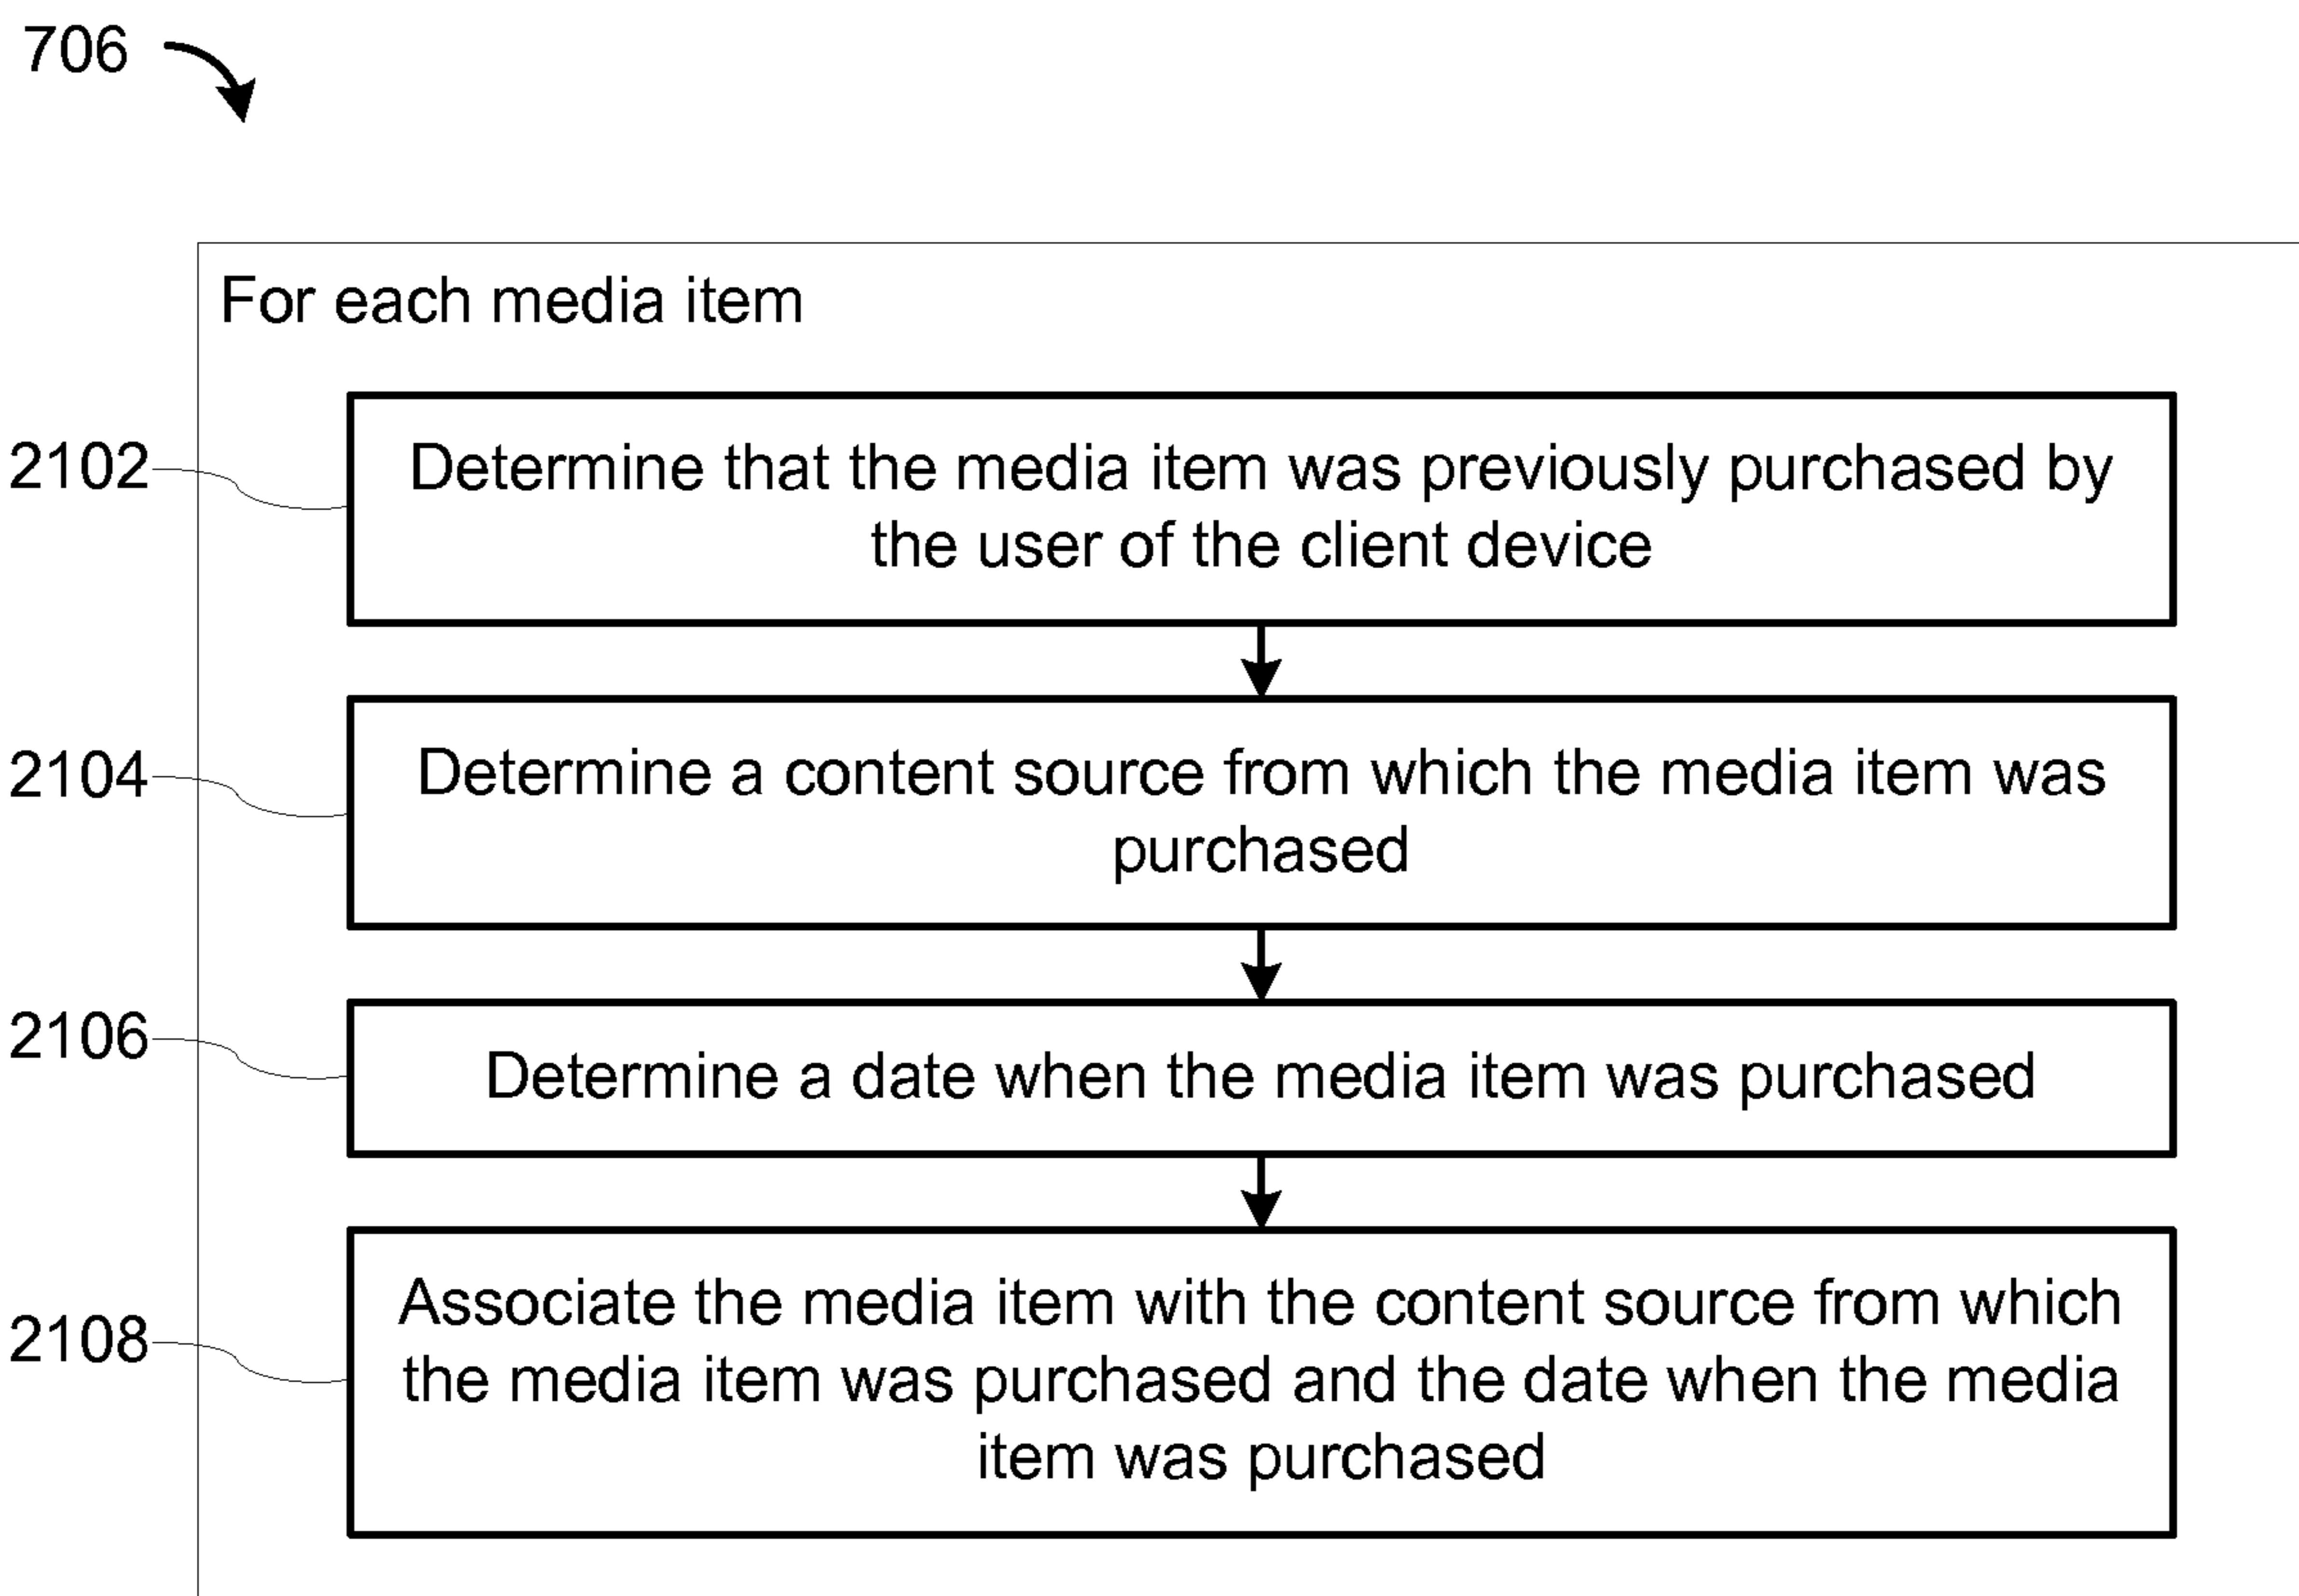 706
For each media item
2102
Determine that the media item was previously purchased by
the user of the client device
2104
Determine a content source from which the media item was
purchased
2106
Determine a date when the media item was purchased
2108
Associate the media item with the content source from which
the media item was purchased and the date when the media
item was purchased